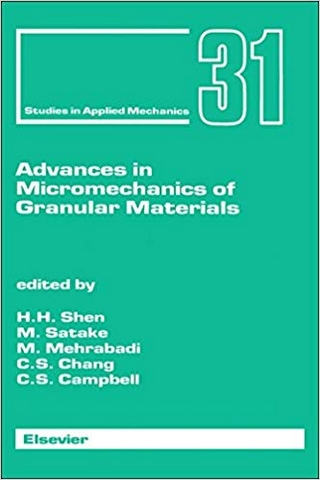 31
Studies in Applied Mechanics
Advances in
Micromechanics of
Granular Materials
edited by
H.H. Shen
M. Satake
M. Mehrabadi
C.S. Chang
C.S. Campbell
Elsevier